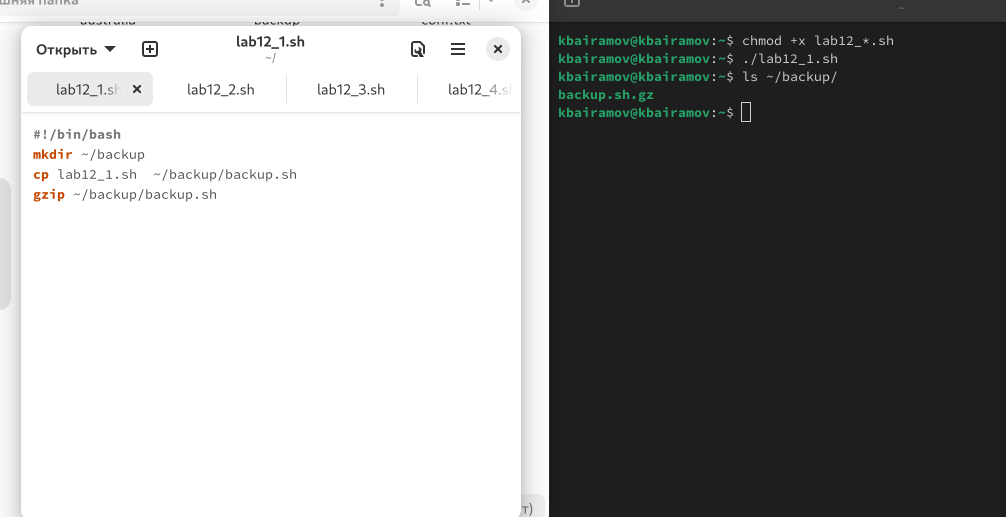 шняя папка
australia
backup
conf.txt
Открыть
lab12_1.sh
~/
lab12_1.sh
lab12_2.sh
lab12_3.sh
lab12_4.s
#!/bin/bash
mkdir ~/backup
cp lab12_1.sh  ~/backup/backup.sh
gzip ~/backup/backup.sh
т)
~
kbairamov@kbairamov:~$ chmod +x lab12_*.sh
kbairamov@kbairamov:~$ ./lab12_1.sh
kbairamov@kbairamov:~$ ls ~/backup/
backup.sh.gz
kbairamov@kbairamov:~$